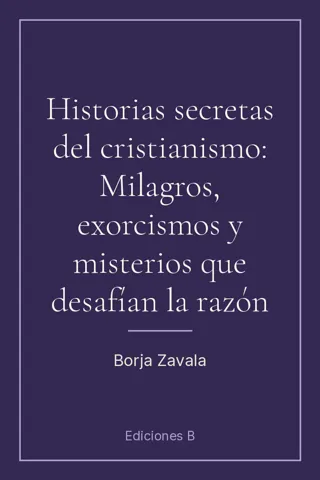 Historias secretas
del cristianismo:
Milagros,
exorcismos y
misterios que
desafían la razón
Borja Zavala
Ediciones B